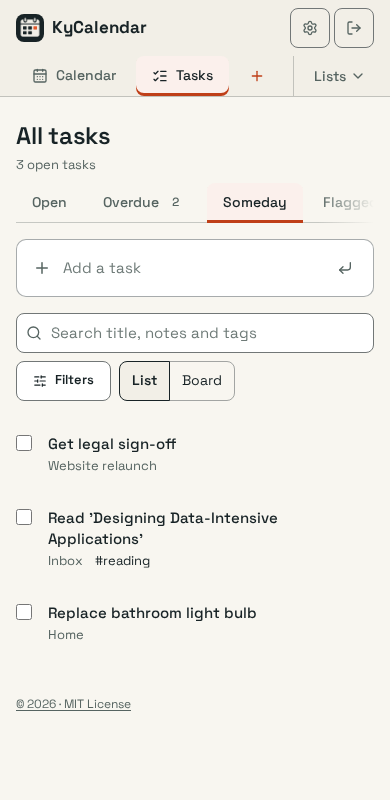 KyCalendar
Calendar
Tasks
Lists
All tasks
3 open tasks
Open
Overdue 2
Someday
Flagged
Add a task
Search title, notes and tags
Filters
List
Board
Get legal sign-off
Website relaunch
Read 'Designing Data-Intensive
Applications'
Inbox #reading
Replace bathroom light bulb
Home
© 2026 · MIT License